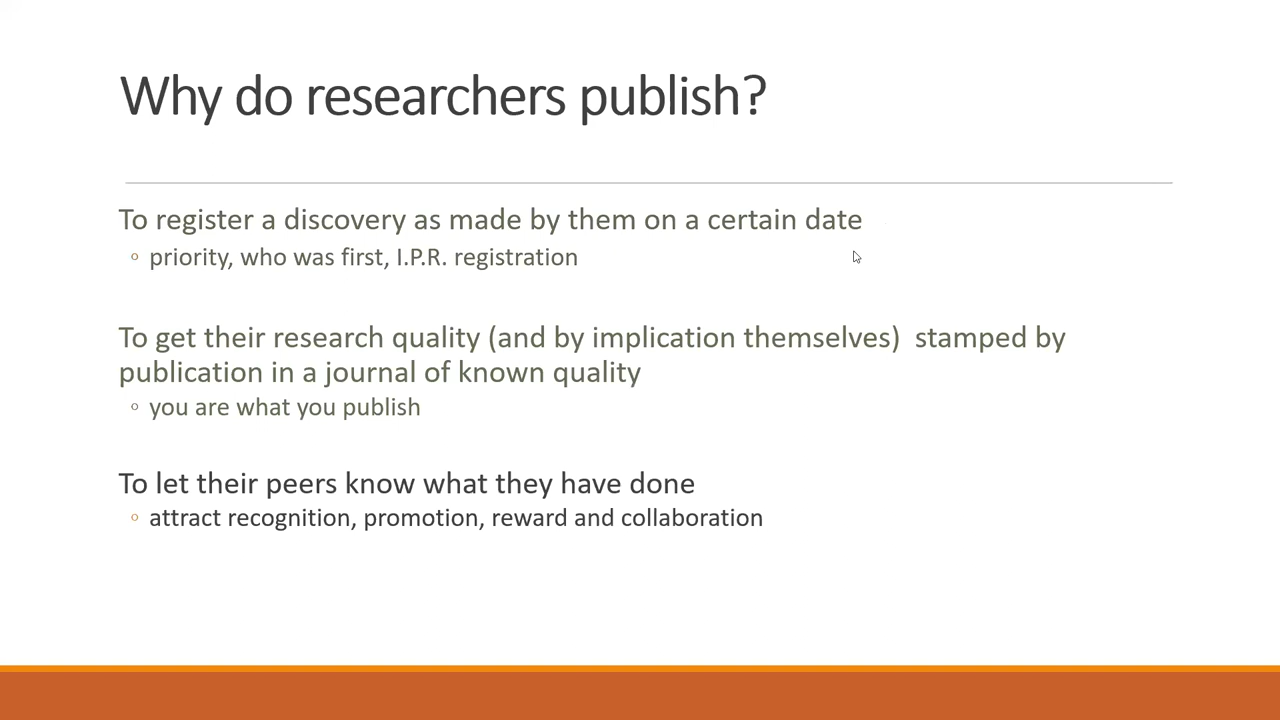 Why do researchers publish?
To register a discovery as made by them on a certain date
◦ priority, who was first, I.P.R. registration
To get their research quality (and by implication themselves)  stamped by
publication in a journal of known quality
◦ you are what you publish
To let their peers know what they have done
◦ attract recognition, promotion, reward and collaboration